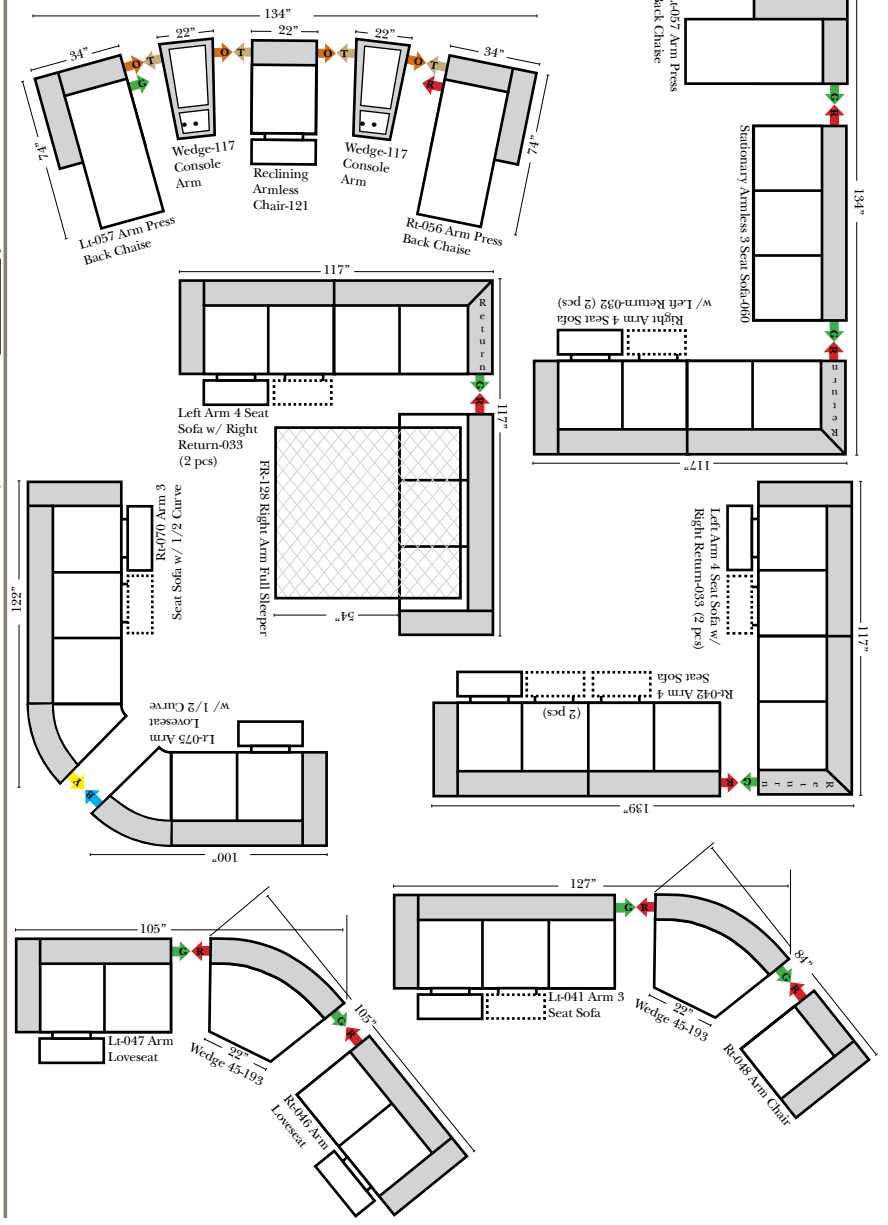 134”
34”
22”
22”
22”
34”
O T
O T
O T
O T
G
R
74”
74”
Wedge-117
Console
Arm
Reclining
Armless
Chair-121
Wedge-117
Console
Arm
Lt-057 Arm Press
Back Chaise
Rt-056 Arm Press
Back Chaise
Lt-057 Arm Press
Back Chaise
G R
Stationary Armless 3 Seat Sofa-060
134”
G R
Right Arm 4 Seat Sofa
w/ Left Return-032 (2 pcs)
Return
117”
117”
Return
Left Arm 4 Seat
Sofa w/ Right
Return-033
(2 pcs)
G R
117”
FR-128 Right Arm Full Sleeper
54”
Rt-070 Arm 3
Seat Sofa w/ 1/2 Curve
122”
Lt-075 Arm
Loveseat
w/ 1/2 Curve
Y
100”
Left Arm 4 Seat Sofa w/
Right Return-033 (2 pcs)
117”
Return
Rt-042 Arm 4
Seat Sofa
(2 pcs)
R G
139”
105”
G R
Lt-047 Arm
Loveseat
22”
Wedge 45-193
G R
105”
Rt-046 Arm
Loveseat
127”
G R
Lt-041 Arm 3
Seat Sofa
22”
Wedge 45-193
G R
84”
Rt-048 Arm Chair